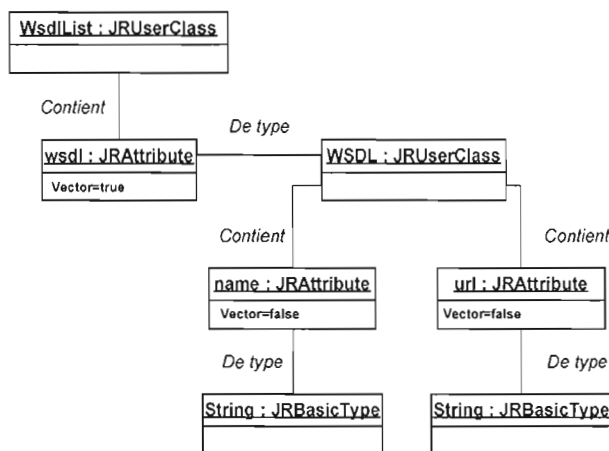 WsdlList : JRUserClass
Contient
De type
wsdl : JRAttribute
Vector=true
WSDL : JRUserClass
Contient
Contient
name : JRAttribute
Vector=false
url : JRAttribute
Vector=false
De type
De type
String : JRBasicType
String : JRBasicType